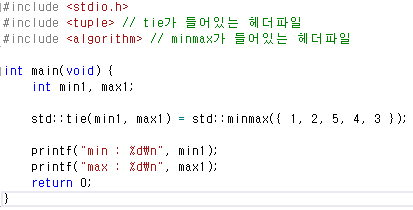 #include <stdio.h>
#include <tuple> // tie가 들어있는 헤더파일
#include <algorithm> // minmax가 들어있는 헤더파일
int main(void) {
int min1, max1;
std::tie(min1, max1) = std::minmax({ 1, 2, 5, 4, 3 });
printf("min : %d₩n", min1);
printf("max : %d₩n", max1);
return 0;
}